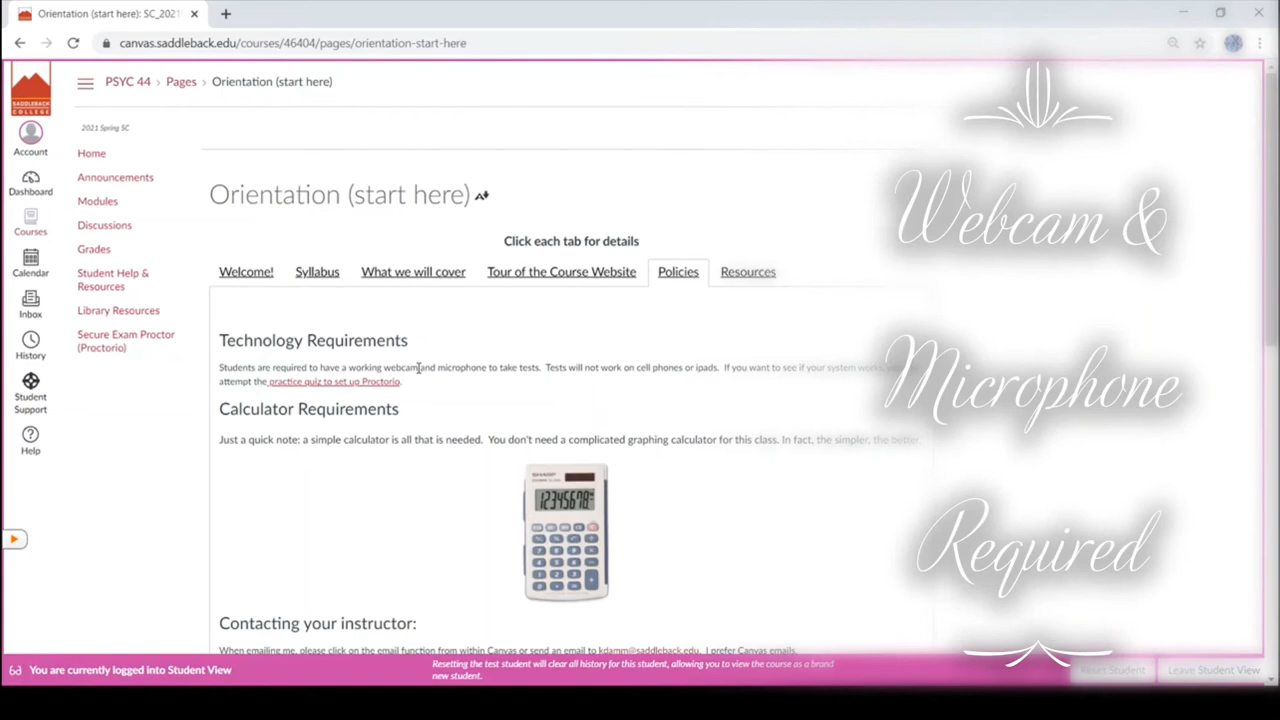 Orientation (start here): SC_2021
canvas.saddleback.edu/courses/46404/pages/orientation-start-here
SADDLEBACK
COLLEGE
PSYC 44 > Pages > Orientation (start here)
2021 Spring SC
Account
Dashboard
Courses
Calendar
Inbox
History
Student
Support
Help
Home
Announcements
Modules
Discussions
Grades
Student Help &
Resources
Library Resources
Secure Exam Proctor
(Proctorio)
Orientation (start here)
Click each tab for details
Welcome! Syllabus What we will cover Tour of the Course Website Policies Resources
Technology Requirements
Students are required to have a working webcam and microphone to take tests. Tests will not work on cell phones or ipads. If you want to see if your system
attempt the practice quiz to set up Proctorio.
Calculator Requirements
Just a quick note: a simple calculator is all that is needed. You don't need a complicated graphing calculator for this class. In fact, the simpler, the better.
SHARP
12345678
Contacting your instructor:
When emailing me, please click on the email function from within Canvas or send an email to kdamm@saddleback.edu. I prefer Canvas emails.
Webcam &
Microphone
Required
You are currently logged into Student View
Resetting the test student will clear all history for this student, allowing you to view the course as a brand
new student.
Reset Student
Leave Student View